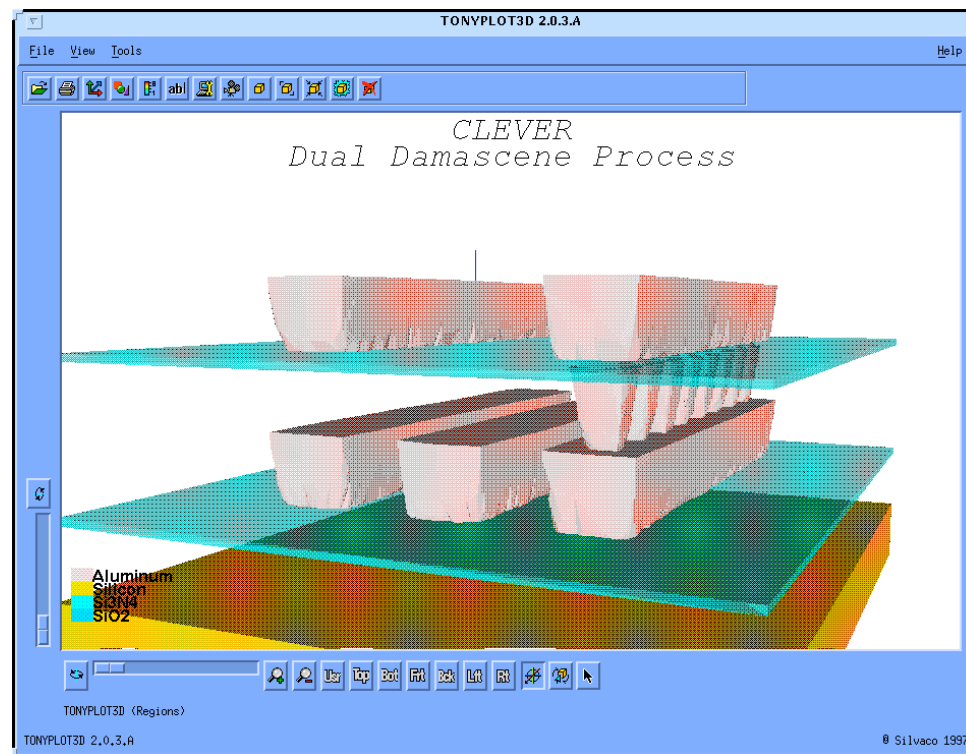 TONYPLOT3D 2.0.3.A
File View Tools Help
abl
CLEVER
Dual Damascene Process
Aluminum
Silicon
Si3N4
SiO2
Usr Top Bot Frt Bck Lft Rt
TONYPLOT3D (Regions)
TONYPLOT3D 2.0.3.A © Silvaco 1997